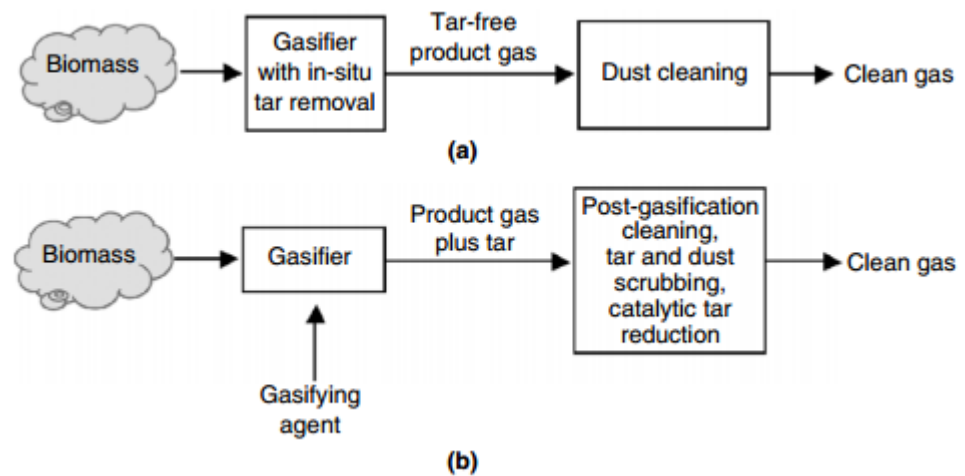 Biomass
Gasifier
with in-situ
tar removal
Tar-free
product gas
Dust cleaning
Clean gas
(a)
Biomass
Gasifier
Product gas
plus tar
Post-gasification
cleaning,
tar and dust
scrubbing,
catalytic tar
reduction
Clean gas
Gasifying
agent
(b)